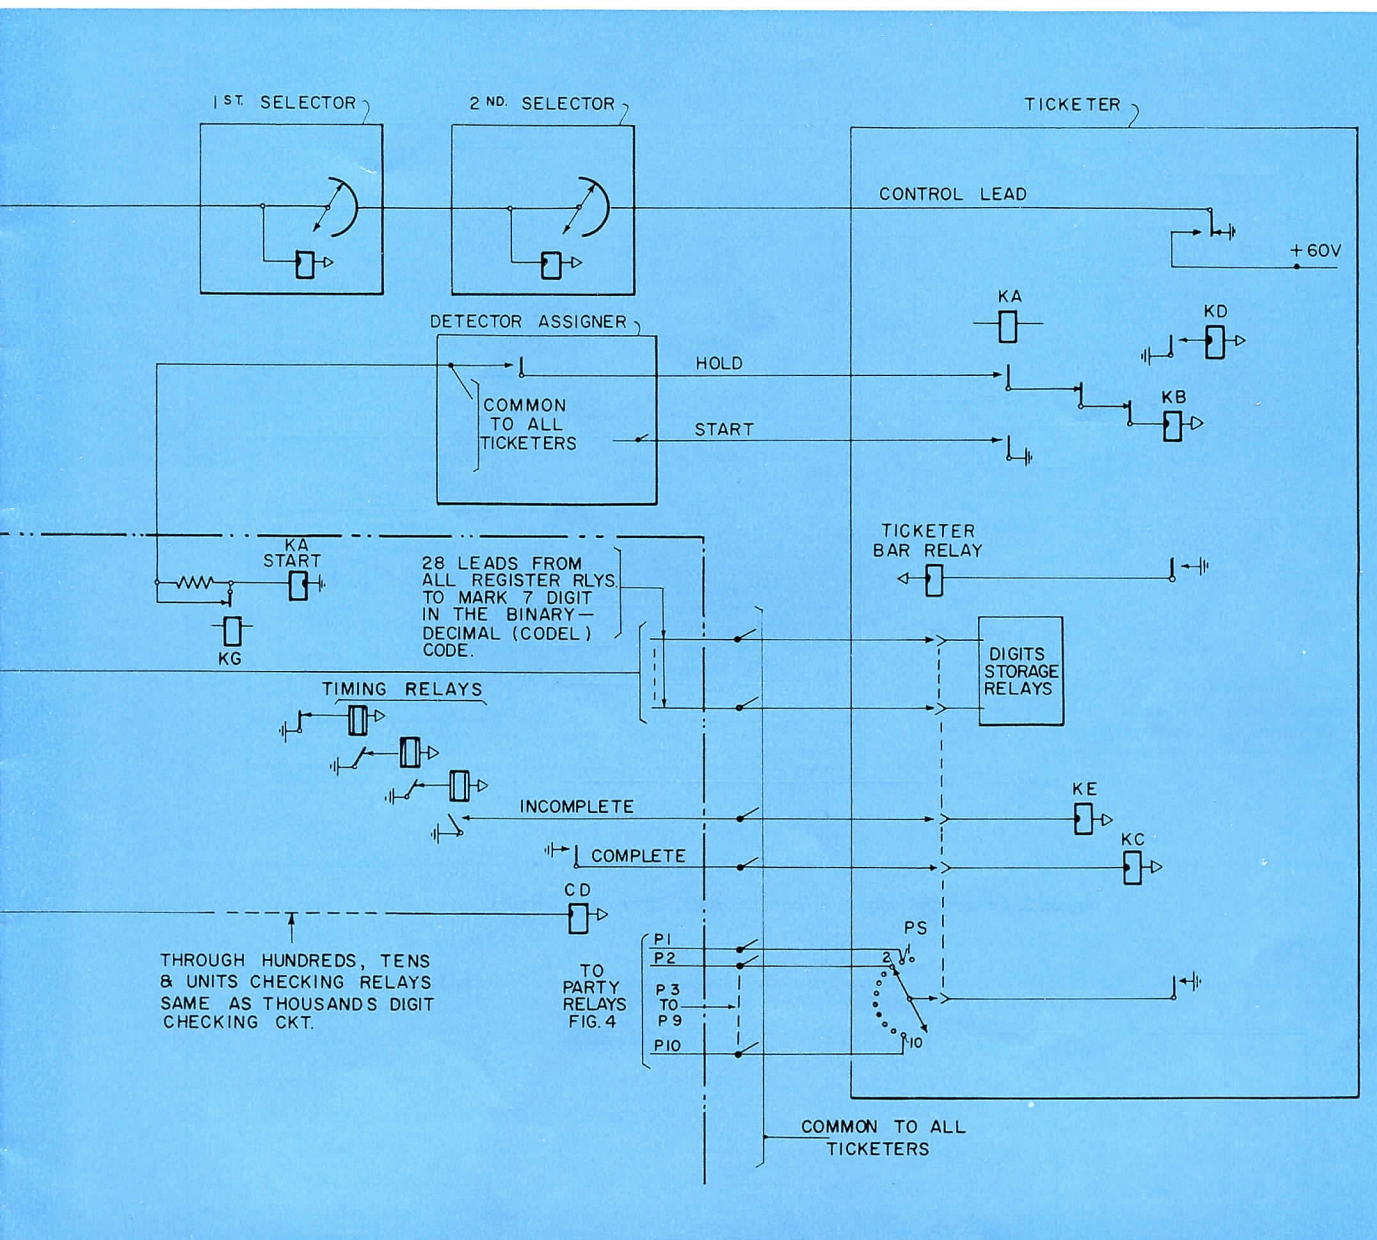 1ST. SELECTOR
2ND. SELECTOR
TICKETER
CONTROL LEAD
+60V
KA
KD
DETECTOR ASSIGNER
HOLD
COMMON
TO ALL
TICKETERS
START
KB
KA
START
28 LEADS FROM
ALL REGISTER RLYS.
TO MARK 7 DIGIT
IN THE BINARY—
DECIMAL (CODEL)
CODE.
TICKETER
BAR RELAY
KG
DIGITS
STORAGE
RELAYS
TIMING RELAYS
INCOMPLETE
KE
COMPLETE
KC
CD
THROUGH HUNDREDS, TENS
& UNITS CHECKING RELAYS
SAME AS THOUSANDS DIGIT
CHECKING CKT.
TO
PARTY
RELAYS
FIG. 4
P1
P2
P3
TO
P9
P10
PS
1
2
10
COMMON TO ALL
TICKETERS